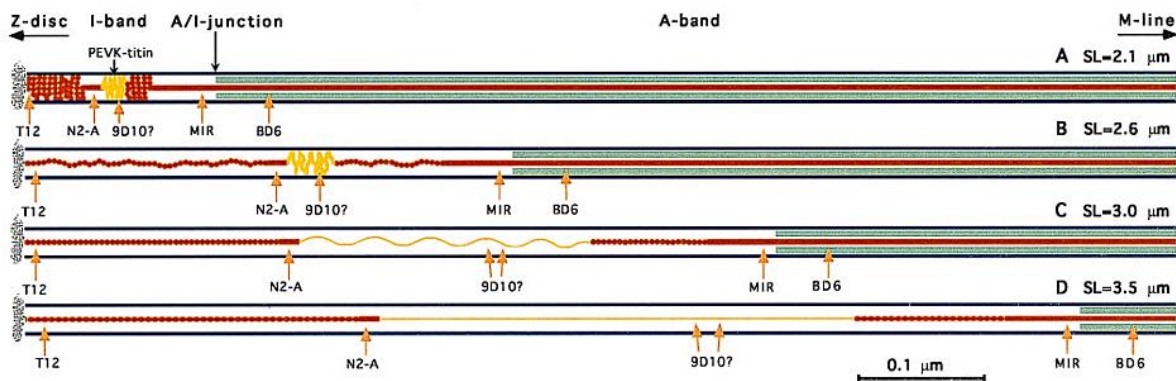 Z-disc I-band A/I-junction A-band M-line
PEVK-titin
A SL=2.1 μm
T12 N2-A 9D10? MIR BD6
B SL=2.6 μm
T12 N2-A 9D10? MIR BD6
C SL=3.0 μm
T12 N2-A 9D10? MIR BD6
D SL=3.5 μm
T12 N2-A 9D10? MIR BD6
0.1 μm